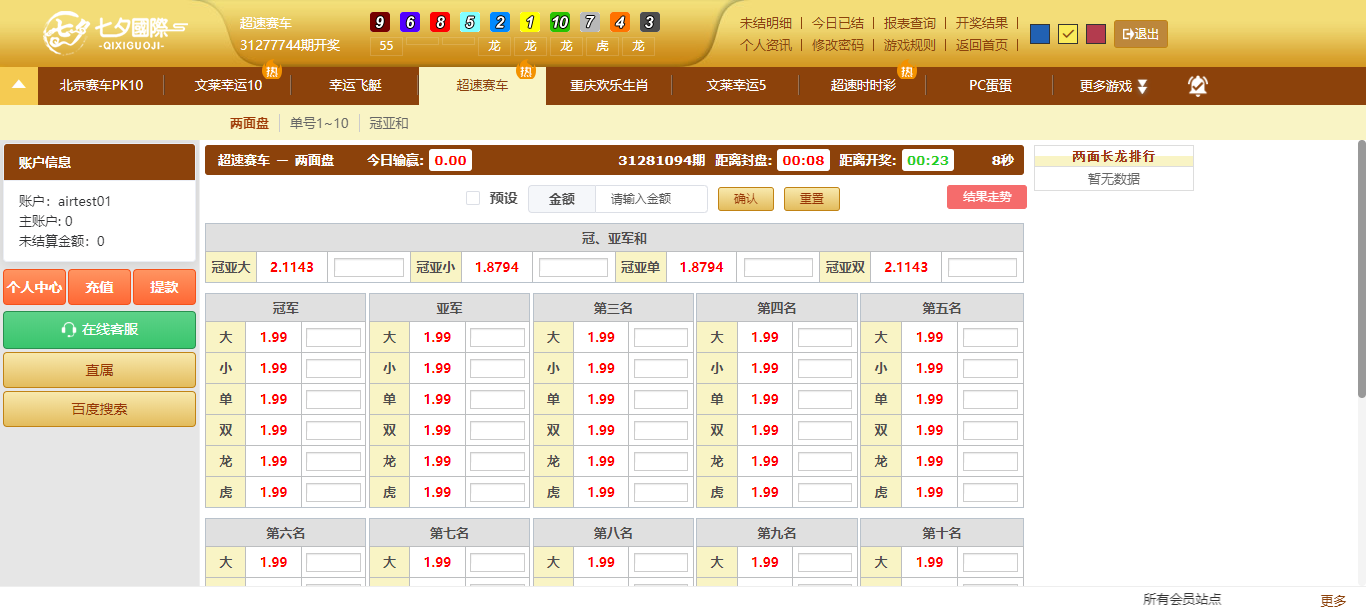 七夕 七夕國際
·QIXIGUOJI·
超速赛车
31277744期开奖
9 6 8 5 2 1 10 7 4 3
55 龙 龙 龙 虎 龙
未结明细 | 今日已结 | 报表查询 | 开奖结果 |
个人资讯 | 修改密码 | 游戏规则 | 返回首页 |
退出
北京赛车PK10 文莱幸运10 热 幸运飞艇 超速赛车 热 重庆欢乐生肖 文莱幸运5 超速时时彩 热 PC蛋蛋 更多游戏
两面盘 单号1~10 冠亚和
账户信息
账户：airtest01
主账户: 0
未结算金额：0
个人中心 充值 提款
在线客服
直属
百度搜索
超速赛车 — 两面盘 今日输赢: 0.00 31281094期 距离封盘: 00:08 距离开奖: 00:23 8秒
预设 金额 请输入金额 确认 重置 结果走势
冠、亚军和
冠亚大 2.1143 冠亚小 1.8794 冠亚单 1.8794 冠亚双 2.1143
冠军 亚军 第三名 第四名 第五名
大 1.99 大 1.99 大 1.99 大 1.99 大 1.99
小 1.99 小 1.99 小 1.99 小 1.99 小 1.99
单 1.99 单 1.99 单 1.99 单 1.99 单 1.99
双 1.99 双 1.99 双 1.99 双 1.99 双 1.99
龙 1.99 龙 1.99 龙 1.99 龙 1.99 龙 1.99
虎 1.99 虎 1.99 虎 1.99 虎 1.99 虎 1.99
第六名 第七名 第八名 第九名 第十名
大 1.99 大 1.99 大 1.99 大 1.99 大 1.99
两面长龙排行
暂无数据
所有会员站点
更多